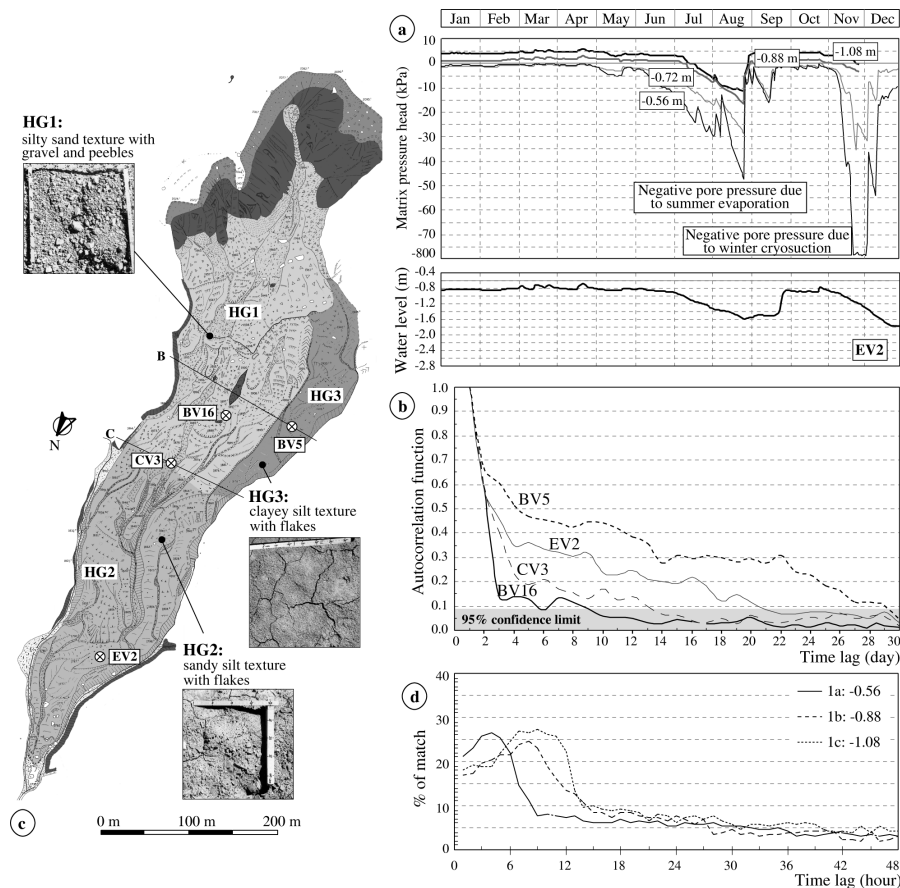 HG1:
silty sand texture with
gravel and peebles
HG1
B
HG3
BV16
BV5
C
CV3
N
HG3:
clayey silt texture
with flakes
HG2
HG2:
sandy silt texture
with flakes
EV2
c
0 m 100 m 200 m
a
Jan Feb Mar Apr May Jun Jul Aug Sep Oct Nov Dec
Matrix pressure head (kPa)
10
0
-10
-20
-30
-40
-50
-60
-70
-800
-0.72 m
-0.56 m
-0.88 m
-1.08 m
Negative pore pressure due
to summer evaporation
Negative pore pressure due
to winter cryosuction
Water level (m)
-0.4
-0.8
-1.2
-1.6
-2.0
-2.4
-2.8
EV2
b
Autocorrelation function
1.0
0.9
0.8
0.7
0.6
0.5
0.4
0.3
0.2
0.1
0.0
BV5
EV2
CV3
BV16
95% confidence limit
0 2 4 6 8 10 12 14 16 18 20 22 24 26 28 30
Time lag (day)
d
% of match
40
30
20
10
0
1a: -0.56
1b: -0.88
1c: -1.08
0 6 12 18 24 30 36 42 48
Time lag (hour)